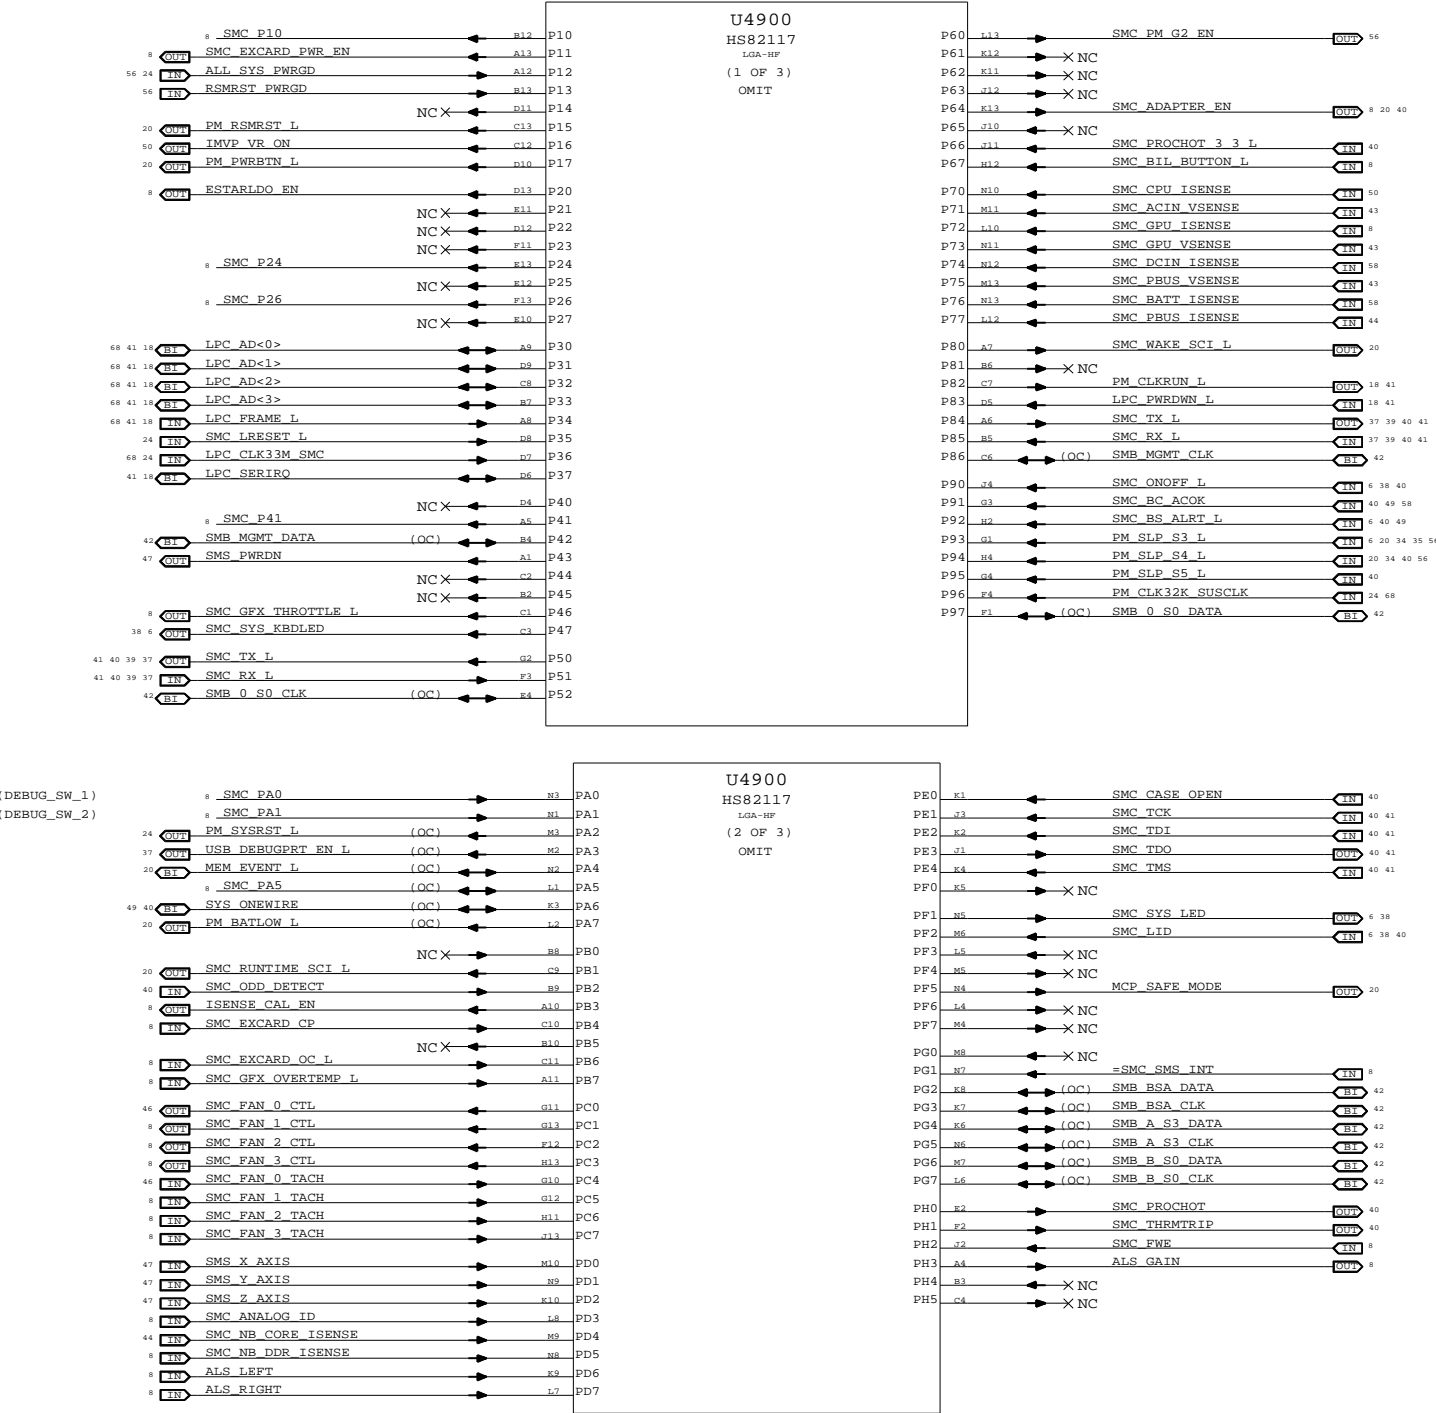 U4900
HS82117
LGA-HF
(1 OF 3)
OMIT
8 SMC_P10 B12 P10
8 OUT SMC_EXCARD_PWR_EN A13 P11
56 24 IN ALL_SYS_PWRGD A12 P12
56 IN RSMRST_PWRGD B13 P13
NC D11 P14
20 OUT PM_RSMRST_L C13 P15
50 OUT IMVP_VR_ON C12 P16
20 OUT PM_PWRBTN_L D10 P17
8 OUT ESTARLDO_EN D13 P20
NC E11 P21
NC D12 P22
NC F11 P23
8 SMC_P24 E13 P24
NC E12 P25
8 SMC_P26 F13 P26
NC E10 P27
68 41 18 BI LPC_AD<0> A9 P30
68 41 18 BI LPC_AD<1> D9 P31
68 41 18 BI LPC_AD<2> C8 P32
68 41 18 BI LPC_AD<3> B7 P33
68 41 18 IN LPC_FRAME_L A8 P34
24 IN SMC_LRESET_L D8 P35
68 24 IN LPC_CLK33M_SMC D7 P36
41 18 BI LPC_SERIRQ D6 P37
NC D4 P40
8 SMC_P41 A5 P41
42 BI SMB_MGMT_DATA (OC) B4 P42
47 OUT SMS_PWRDN A1 P43
NC C2 P44
NC B2 P45
8 OUT SMC_GFX_THROTTLE_L C1 P46
38 6 OUT SMC_SYS_KBDLED C3 P47
41 40 39 37 OUT SMC_TX_L G2 P50
41 40 39 37 IN SMC_RX_L F3 P51
42 BI SMB_0_S0_CLK (OC) E4 P52
P60 L13 SMC_PM_G2_EN OUT 56
P61 K12 NC
P62 K11 NC
P63 J12 NC
P64 K13 SMC_ADAPTER_EN OUT 8 20 40
P65 J10 NC
P66 J11 SMC_PROCHOT_3_3_L IN 40
P67 H12 SMC_BIL_BUTTON_L IN 8
P70 N10 SMC_CPU_ISENSE IN 50
P71 M11 SMC_ACIN_VSENSE IN 43
P72 L10 SMC_GPU_ISENSE IN 8
P73 N11 SMC_GPU_VSENSE IN 43
P74 N12 SMC_DCIN_ISENSE IN 58
P75 M13 SMC_PBUS_VSENSE IN 43
P76 N13 SMC_BATT_ISENSE IN 58
P77 L12 SMC_PBUS_ISENSE IN 44
P80 A7 SMC_WAKE_SCI_L OUT 20
P81 B6 NC
P82 C7 PM_CLKRUN_L OUT 18 41
P83 D5 LPC_PWRDWN_L IN 18 41
P84 A6 SMC_TX_L OUT 37 39 40 41
P85 B5 SMC_RX_L IN 37 39 40 41
P86 C6 (OC) SMB_MGMT_CLK BI 42
P90 J4 SMC_ONOFF_L IN 6 38 40
P91 G3 SMC_BC_ACOK IN 40 49 58
P92 H2 SMC_BS_ALRT_L IN 6 40 49
P93 G1 PM_SLP_S3_L IN 6 20 34 35 56
P94 H4 PM_SLP_S4_L IN 20 34 40 56
P95 G4 PM_SLP_S5_L IN 40
P96 F4 PM_CLK32K_SUSCLK IN 24 68
P97 F1 (OC) SMB_0_S0_DATA BI 42
U4900
HS82117
LGA-HF
(2 OF 3)
OMIT
(DEBUG_SW_1) 8 SMC_PA0 N3 PA0
(DEBUG_SW_2) 8 SMC_PA1 N1 PA1
24 OUT PM_SYSRST_L (OC) M3 PA2
37 OUT USB_DEBUGPRT_EN_L (OC) M2 PA3
20 BI MEM_EVENT_L (OC) N2 PA4
8 SMC_PA5 (OC) L1 PA5
49 40 BI SYS_ONEWIRE (OC) K3 PA6
20 OUT PM_BATLOW_L (OC) L2 PA7
NC B8 PB0
20 OUT SMC_RUNTIME_SCI_L C9 PB1
40 IN SMC_ODD_DETECT B9 PB2
8 OUT ISENSE_CAL_EN A10 PB3
8 IN SMC_EXCARD_CP C10 PB4
NC B10 PB5
8 IN SMC_EXCARD_OC_L C11 PB6
8 IN SMC_GFX_OVERTEMP_L A11 PB7
46 OUT SMC_FAN_0_CTL G11 PC0
8 OUT SMC_FAN_1_CTL G13 PC1
8 OUT SMC_FAN_2_CTL F12 PC2
8 OUT SMC_FAN_3_CTL H13 PC3
46 IN SMC_FAN_0_TACH G10 PC4
8 IN SMC_FAN_1_TACH G12 PC5
8 IN SMC_FAN_2_TACH H11 PC6
8 IN SMC_FAN_3_TACH J13 PC7
47 IN SMS_X_AXIS M10 PD0
47 IN SMS_Y_AXIS N9 PD1
47 IN SMS_Z_AXIS K10 PD2
8 IN SMC_ANALOG_ID L8 PD3
44 IN SMC_NB_CORE_ISENSE M9 PD4
8 IN SMC_NB_DDR_ISENSE N8 PD5
8 IN ALS_LEFT K9 PD6
8 IN ALS_RIGHT L7 PD7
PE0 K1 SMC_CASE_OPEN IN 40
PE1 J3 SMC_TCK IN 40 41
PE2 K2 SMC_TDI IN 40 41
PE3 J1 SMC_TDO OUT 40 41
PE4 K4 SMC_TMS IN 40 41
PF0 K5 NC
PF1 N5 SMC_SYS_LED OUT 6 38
PF2 M6 SMC_LID IN 6 38 40
PF3 L5 NC
PF4 M5 NC
PF5 N4 MCP_SAFE_MODE OUT 20
PF6 L4 NC
PF7 M4 NC
PG0 M8 NC
PG1 N7 =SMC_SMS_INT IN 8
PG2 K8 (OC) SMB_BSA_DATA BI 42
PG3 K7 (OC) SMB_BSA_CLK BI 42
PG4 K6 (OC) SMB_A_S3_DATA BI 42
PG5 N6 (OC) SMB_A_S3_CLK BI 42
PG6 M7 (OC) SMB_B_S0_DATA BI 42
PG7 L6 (OC) SMB_B_S0_CLK BI 42
PH0 E2 SMC_PROCHOT OUT 40
PH1 F2 SMC_THRMTRIP OUT 40
PH2 J2 SMC_FWE IN 8
PH3 A4 ALS_GAIN OUT 8
PH4 B3 NC
PH5 C4 NC